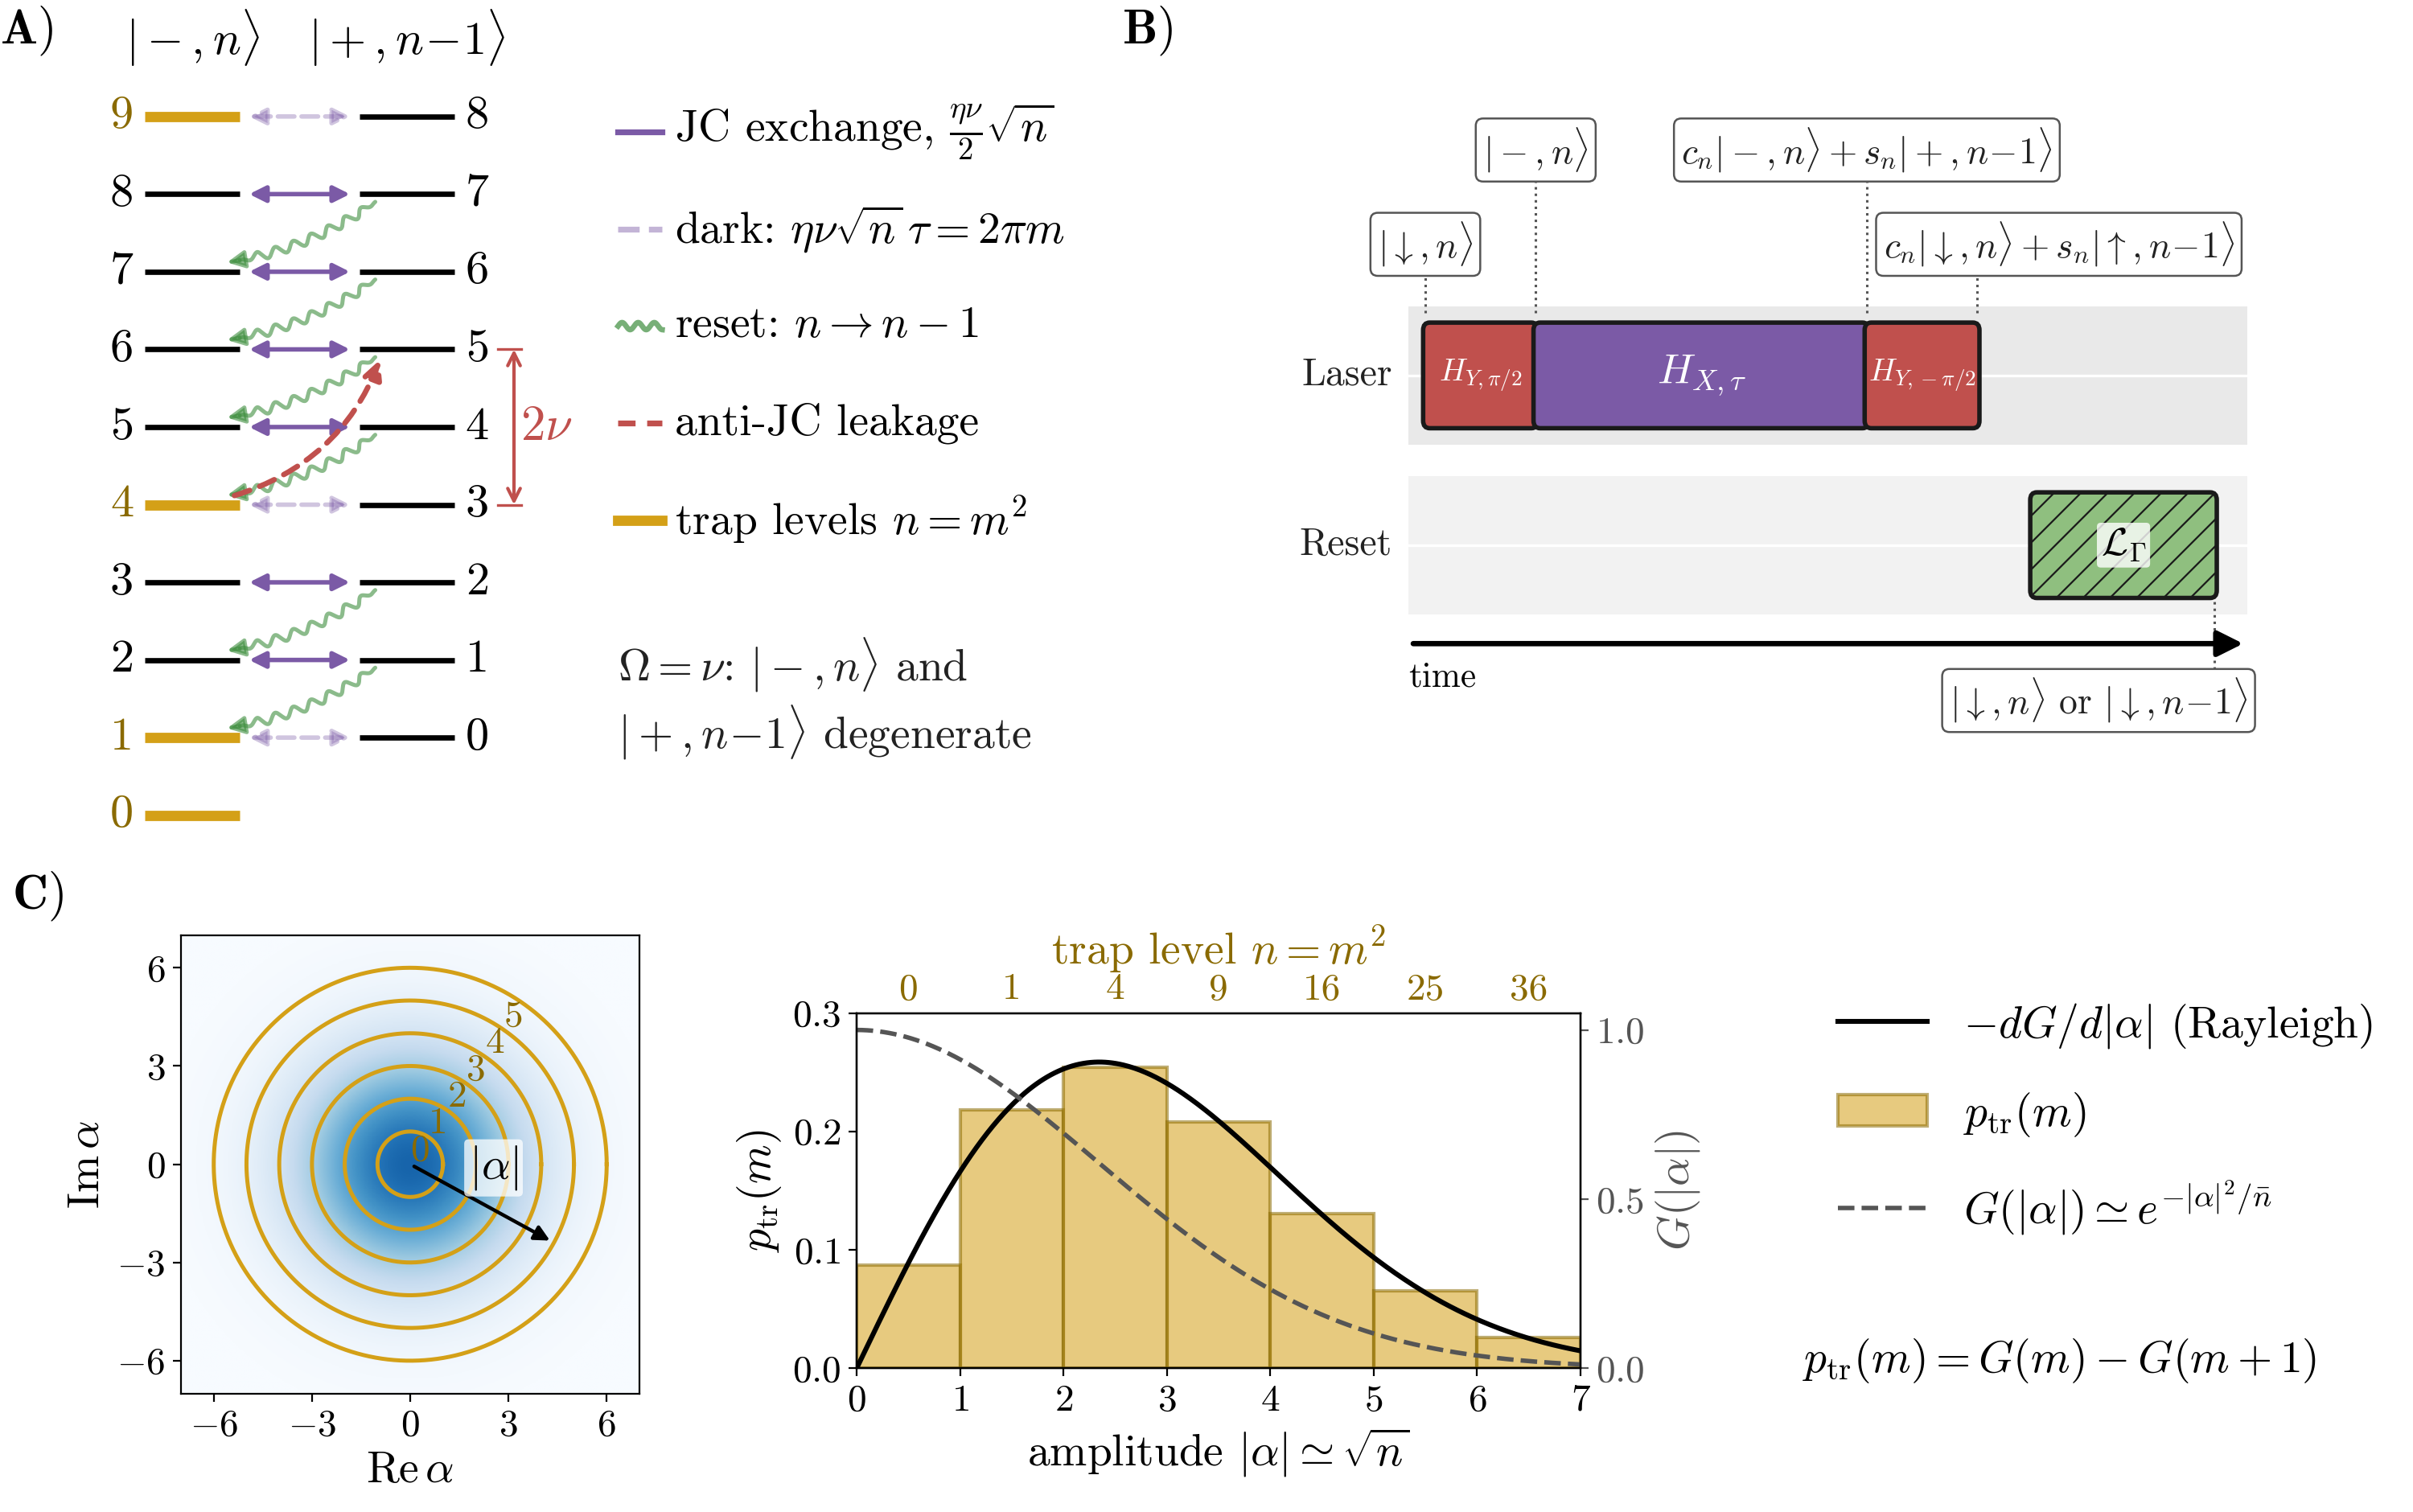 A)
|−, n⟩ |+, n−1⟩
9 8
8 7
7 6
6 5
5 4
4 3
3 2
2 1
1 0
0
2ν
JC exchange, ην/2 √n
dark: ην√n τ = 2πm
reset: n → n − 1
anti-JC leakage
trap levels n = m²
Ω = ν: |−, n⟩ and
|+, n−1⟩ degenerate
B)
|−, n⟩ cₙ|−, n⟩ + sₙ|+, n−1⟩
|↓, n⟩ cₙ|↓, n⟩ + sₙ|↑, n−1⟩
Laser H_{Y, π/2} H_{X, τ} H_{Y, −π/2}
Reset ℒ_Γ
time
|↓, n⟩ or |↓, n−1⟩
C)
Im α
6
3
0
−3
−6
−6 −3 0 3 6
Re α
5
4
3
2
1
0
|α|
trap level n = m²
0 1 4 9 16 25 36
p_tr(m)
0.3
0.2
0.1
0.0
0 1 2 3 4 5 6 7
amplitude |α| ≃ √n
1.0
0.5
0.0
G(|α|)
−dG/d|α| (Rayleigh)
p_tr(m)
G(|α|) ≃ e^{−|α|²/n̄}
p_tr(m) = G(m) − G(m + 1)